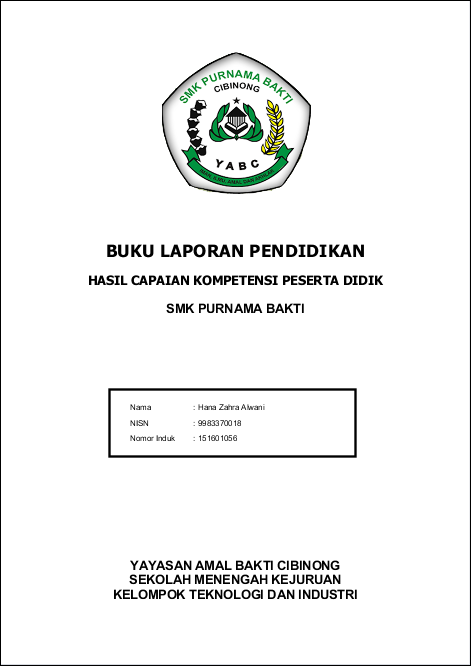 SMK PURNAMA BAKTI
CIBINONG
YABC
BUKU LAPORAN PENDIDIKAN
HASIL CAPAIAN KOMPETENSI PESERTA DIDIK
SMK PURNAMA BAKTI
Nama : Hana Zahra Alwani
NISN : 9983370018
Nomor Induk : 151601056
YAYASAN AMAL BAKTI CIBINONG
SEKOLAH MENENGAH KEJURUAN
KELOMPOK TEKNOLOGI DAN INDUSTRI